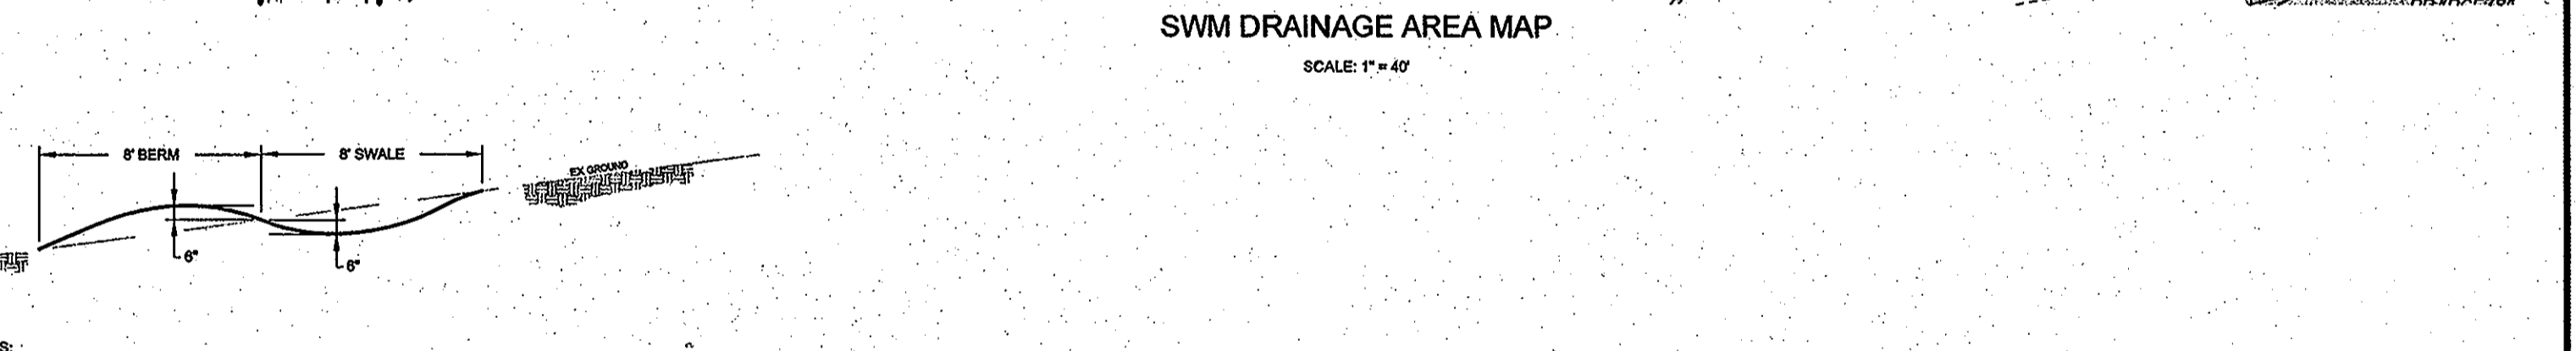 SWM DRAINAGE AREA MAP
SCALE: 1" = 40'
8' BERM
8' SWALE
EX GROUND
6"
6"
S: